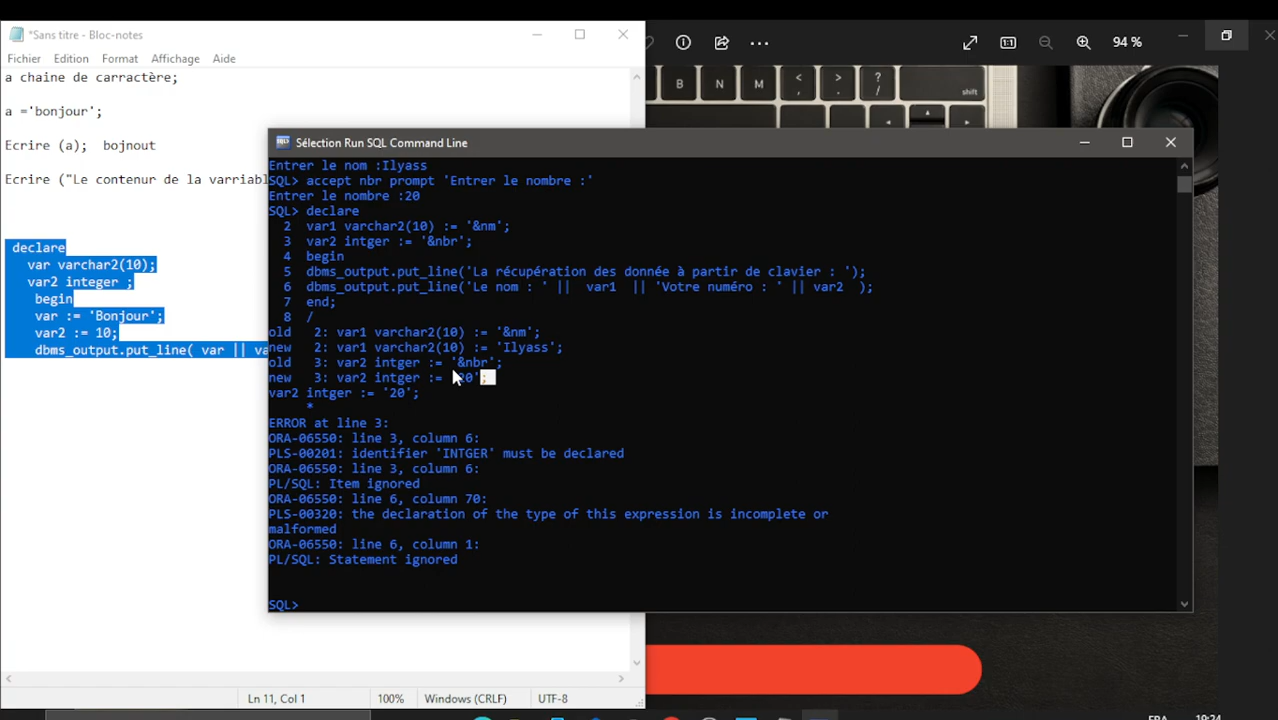 *Sans titre - Bloc-notes
Fichier Edition Format Affichage Aide
a chaine de carractère;
a ='bonjour';
Ecrire (a); bojnout
Ecrire ("Le contenur de la varriabl
declare
var varchar2(10);
var2 integer ;
begin
var := 'Bonjour';
var2 := 10;
dbms_output.put_line( var || va
Ln 11, Col 1 100% Windows (CRLF) UTF-8
94 %
B N M < , > . ? / shift
Sélection Run SQL Command Line
Entrer le nom :Ilyass
SQL> accept nbr prompt 'Entrer le nombre :'
Entrer le nombre :20
SQL> declare
2 var1 varchar2(10) := '&nm';
3 var2 intger := '&nbr';
4 begin
5 dbms_output.put_line('La récupération des donnée à partir de clavier : ');
6 dbms_output.put_line('Le nom : ' || var1 || 'Votre numéro : ' || var2 );
7 end;
8 /
old 2: var1 varchar2(10) := '&nm';
new 2: var1 varchar2(10) := 'Ilyass';
old 3: var2 intger := '&nbr';
new 3: var2 intger := '20';
var2 intger := '20';
*
ERROR at line 3:
ORA-06550: line 3, column 6:
PLS-00201: identifier 'INTGER' must be declared
ORA-06550: line 3, column 6:
PL/SQL: Item ignored
ORA-06550: line 6, column 70:
PLS-00320: the declaration of the type of this expression is incomplete or
malformed
ORA-06550: line 6, column 1:
PL/SQL: Statement ignored
SQL>
FRA 19:24